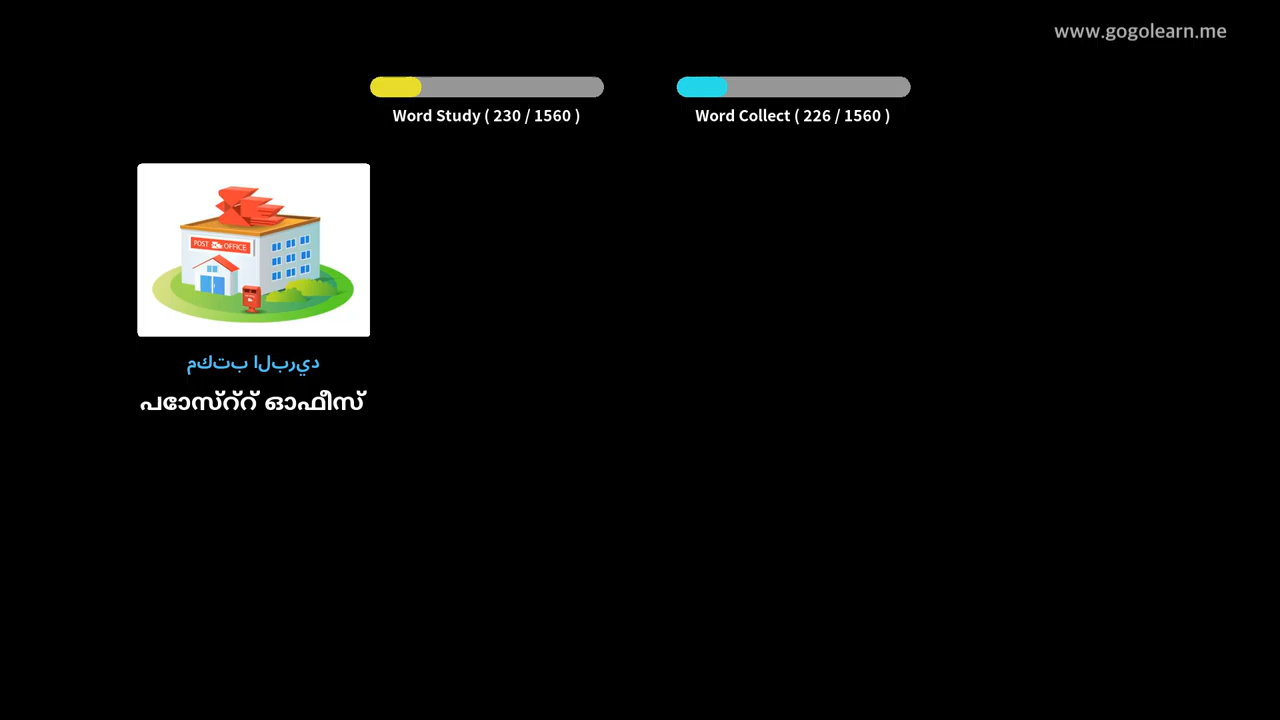 www.gogolearn.me
Word Study ( 230 / 1560 )
Word Collect ( 226 / 1560 )
POST OFFICE
مكتب البريد
പോസ്റ്റ് ഓഫീസ്